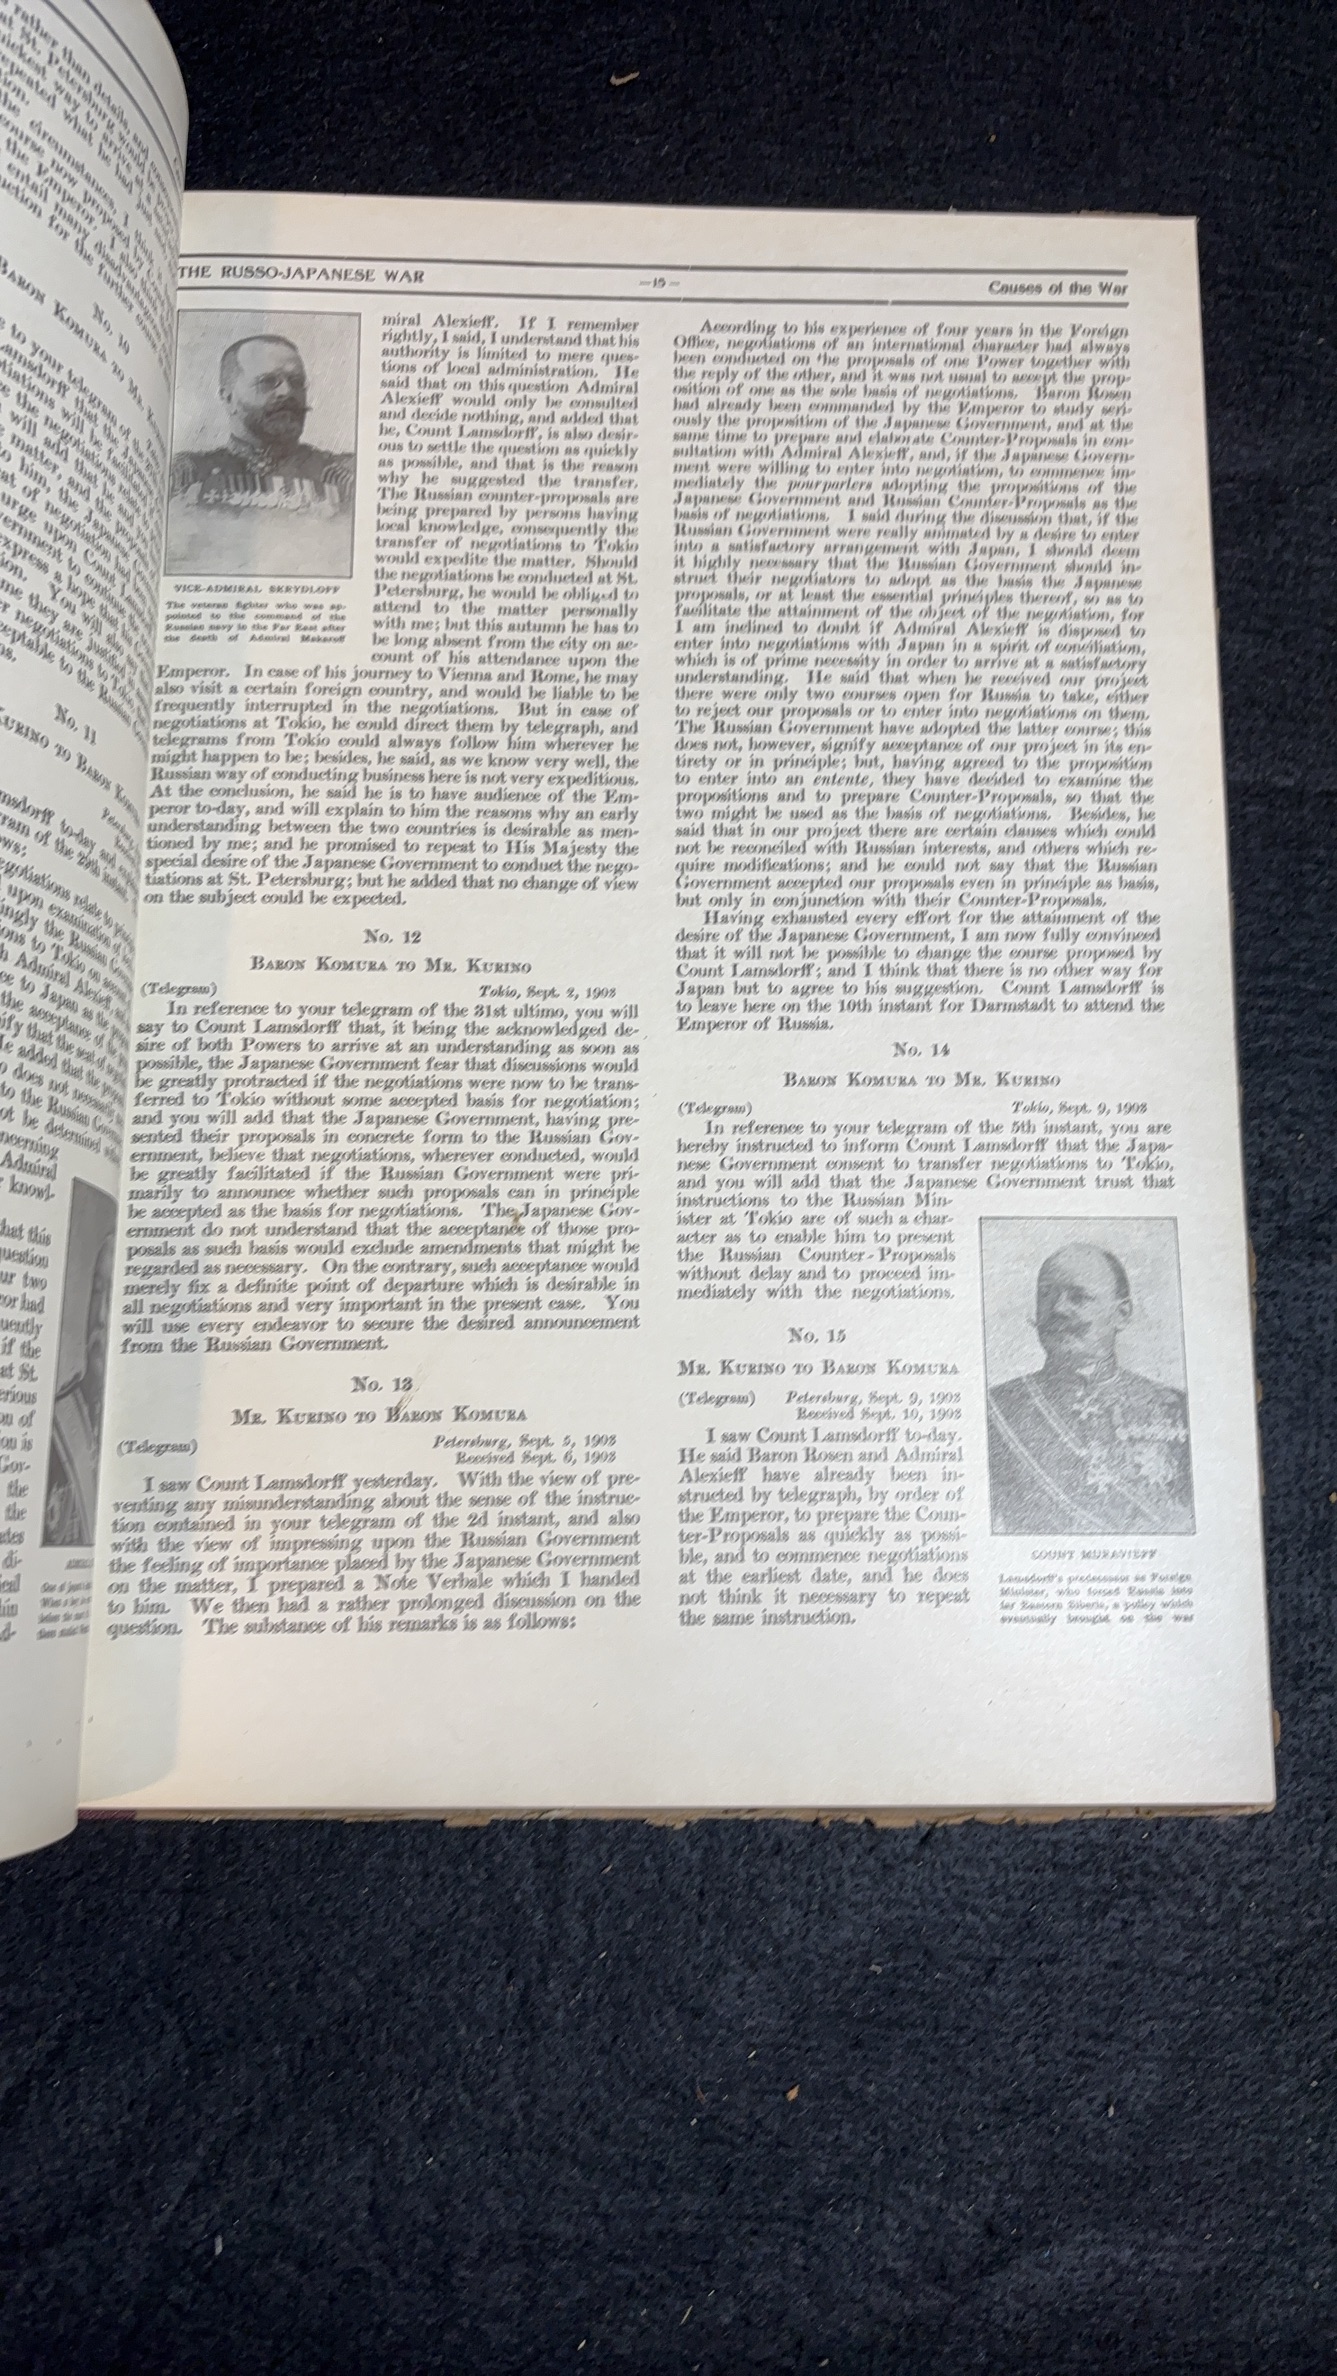 THE RUSSO-JAPANESE WAR
—15—
Causes of the War
VICE-ADMIRAL SKRYDLOFF
The veteran fighter who was ap-
pointed to the command of the
Russian navy in the Far East after
the death of Admiral Makaroff
miral Alexieff. If I remember
rightly, I said, I understand that his
authority is limited to mere ques-
tions of local administration. He
said that on this question Admiral
Alexieff would only be consulted
and decide nothing, and added that
he, Count Lamsdorff, is also desir-
ous to settle the question as quickly
as possible, and that is the reason
why he suggested the transfer.
The Russian counter-proposals are
being prepared by persons having
local knowledge, consequently the
transfer of negotiations to Tokio
would expedite the matter. Should
the negotiations be conducted at St.
Petersburg, he would be obliged to
attend to the matter personally
with me; but this autumn he has to
be long absent from the city on ac-
count of his attendance upon the
Emperor. In case of his journey to Vienna and Rome, he may
also visit a certain foreign country, and would be liable to be
frequently interrupted in the negotiations. But in case of
negotiations at Tokio, he could direct them by telegraph, and
telegrams from Tokio could always follow him wherever he
might happen to be; besides, he said, as we know very well, the
Russian way of conducting business here is not very expeditious.
At the conclusion, he said he is to have audience of the Em-
peror to-day, and will explain to him the reasons why an early
understanding between the two countries is desirable as men-
tioned by me; and he promised to repeat to His Majesty the
special desire of the Japanese Government to conduct the nego-
tiations at St. Petersburg; but he added that no change of view
on the subject could be expected.
No. 12
BARON KOMURA TO MR. KURINO
(Telegram) Tokio, Sept. 2, 1903
In reference to your telegram of the 31st ultimo, you will
say to Count Lamsdorff that, it being the acknowledged de-
sire of both Powers to arrive at an understanding as soon as
possible, the Japanese Government fear that discussions would
be greatly protracted if the negotiations were now to be trans-
ferred to Tokio without some accepted basis for negotiation;
and you will add that the Japanese Government, having pre-
sented their proposals in concrete form to the Russian Gov-
ernment, believe that negotiations, wherever conducted, would
be greatly facilitated if the Russian Government were pri-
marily to announce whether such proposals can in principle
be accepted as the basis for negotiations. The Japanese Gov-
ernment do not understand that the acceptance of those pro-
posals as such basis would exclude amendments that might be
regarded as necessary. On the contrary, such acceptance would
merely fix a definite point of departure which is desirable in
all negotiations and very important in the present case. You
will use every endeavor to secure the desired announcement
from the Russian Government.
No. 13
MR. KURINO TO BARON KOMURA
(Telegram) Petersburg, Sept. 5, 1903
Received Sept. 6, 1903
I saw Count Lamsdorff yesterday. With the view of pre-
venting any misunderstanding about the sense of the instruc-
tion contained in your telegram of the 2d instant, and also
with the view of impressing upon the Russian Government
the feeling of importance placed by the Japanese Government
on the matter, I prepared a Note Verbale which I handed
to him. We then had a rather prolonged discussion on the
question. The substance of his remarks is as follows:
According to his experience of four years in the Foreign
Office, negotiations of an international character had always
been conducted on the proposals of one Power together with
the reply of the other, and it was not usual to accept the prop-
osition of one as the sole basis of negotiations. Baron Rosen
had already been commanded by the Emperor to study seri-
ously the proposition of the Japanese Government, and at the
same time to prepare and elaborate Counter-Proposals in con-
sultation with Admiral Alexieff, and, if the Japanese Govern-
ment were willing to enter into negotiation, to commence im-
mediately the pourparlers adopting the propositions of the
Japanese Government and Russian Counter-Proposals as the
basis of negotiations. I said during the discussion that, if the
Russian Government were really animated by a desire to enter
into a satisfactory arrangement with Japan, I should deem
it highly necessary that the Russian Government should in-
struct their negotiators to adopt as the basis the Japanese
proposals, or at least the essential principles thereof, so as to
facilitate the attainment of the object of the negotiation, for
I am inclined to doubt if Admiral Alexieff is disposed to
enter into negotiations with Japan in a spirit of conciliation,
which is of prime necessity in order to arrive at a satisfactory
understanding. He said that when he received our project
there were only two courses open for Russia to take, either
to reject our proposals or to enter into negotiations on them.
The Russian Government have adopted the latter course; this
does not, however, signify acceptance of our project in its en-
tirety or in principle; but, having agreed to the proposition
to enter into an entente, they have decided to examine the
propositions and to prepare Counter-Proposals, so that the
two might be used as the basis of negotiations. Besides, he
said that in our project there are certain clauses which could
not be reconciled with Russian interests, and others which re-
quire modifications; and he could not say that the Russian
Government accepted our proposals even in principle as basis,
but only in conjunction with their Counter-Proposals.
Having exhausted every effort for the attainment of the
desire of the Japanese Government, I am now fully convinced
that it will not be possible to change the course proposed by
Count Lamsdorff; and I think that there is no other way for
Japan but to agree to his suggestion. Count Lamsdorff is
to leave here on the 10th instant for Darmstadt to attend the
Emperor of Russia.
No. 14
BARON KOMURA TO MR. KURINO
(Telegram) Tokio, Sept. 9, 1903
In reference to your telegram of the 5th instant, you are
hereby instructed to inform Count Lamsdorff that the Japa-
nese Government consent to transfer negotiations to Tokio,
and you will add that the Japanese Government trust that
instructions to the Russian Min-
ister at Tokio are of such a char-
acter as to enable him to present
the Russian Counter-Proposals
without delay and to proceed im-
mediately with the negotiations.
No. 15
MR. KURINO TO BARON KOMURA
(Telegram) Petersburg, Sept. 9, 1903
Received Sept. 10, 1903
I saw Count Lamsdorff to-day.
He said Baron Rosen and Admiral
Alexieff have already been in-
structed by telegraph, by order of
the Emperor, to prepare the Coun-
ter-Proposals as quickly as possi-
ble, and to commence negotiations
at the earliest date, and he does
not think it necessary to repeat
the same instruction.
COUNT MURAVIEFF
Lamsdorff's predecessor as Foreign
Minister, who forced Russia into
far Eastern Siberia, a policy which
eventually brought on the war